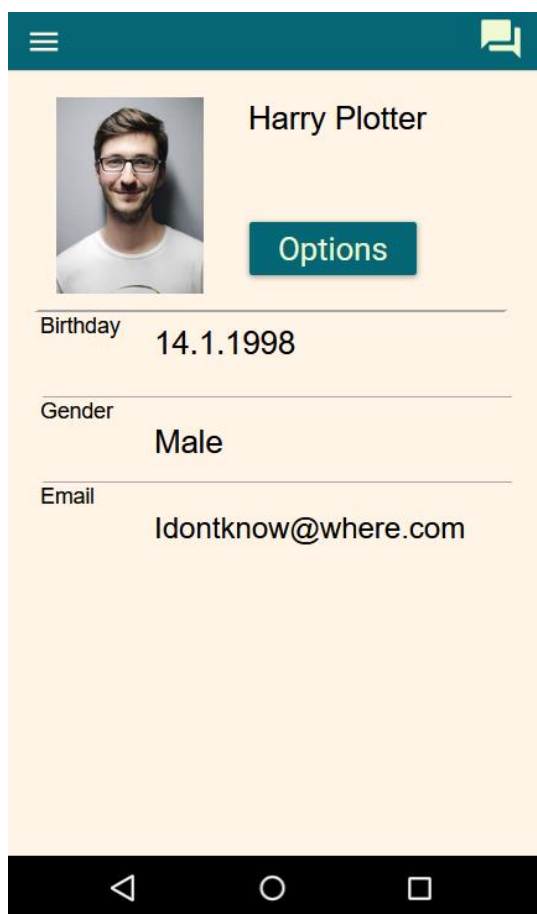 Harry Plotter
Options
Birthday
14.1.1998
Gender
Male
Email
Idontknow@where.com